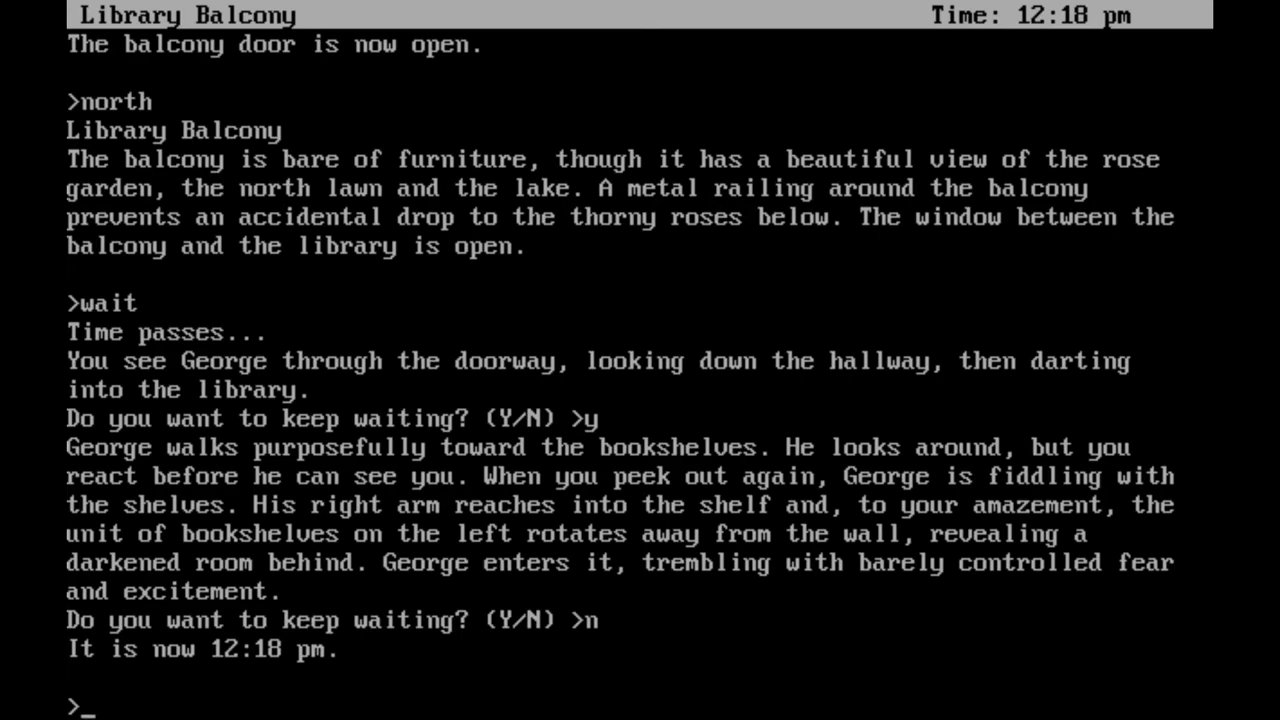 Library Balcony Time: 12:18 pm
The balcony door is now open.
>north
Library Balcony
The balcony is bare of furniture, though it has a beautiful view of the rose
garden, the north lawn and the lake. A metal railing around the balcony
prevents an accidental drop to the thorny roses below. The window between the
balcony and the library is open.
>wait
Time passes...
You see George through the doorway, looking down the hallway, then darting
into the library.
Do you want to keep waiting? (Y/N) >y
George walks purposefully toward the bookshelves. He looks around, but you
react before he can see you. When you peek out again, George is fiddling with
the shelves. His right arm reaches into the shelf and, to your amazement, the
unit of bookshelves on the left rotates away from the wall, revealing a
darkened room behind. George enters it, trembling with barely controlled fear
and excitement.
Do you want to keep waiting? (Y/N) >n
It is now 12:18 pm.
>_